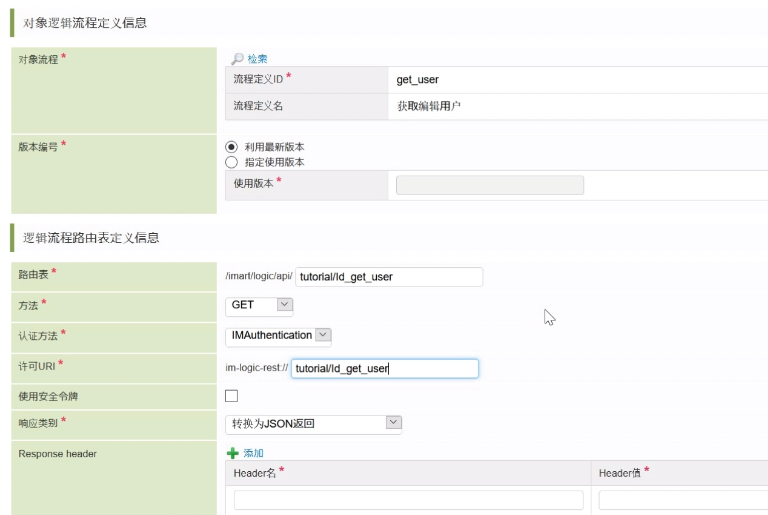 对象逻辑流程定义信息
对象流程 *
检索
流程定义ID * get_user
流程定义名 获取编辑用户
版本编号 *
利用最新版本
指定使用版本
使用版本 *
逻辑流程路由表定义信息
路由表 * /imart/logic/api/ tutorial/ld_get_user
方法 * GET
认证方法 * IMAuthentication
许可URI * im-logic-rest:// tutorial/ld_get_user
使用安全令牌
响应类别 * 转换为JSON返回
Response header
添加
Header名 * Header值 *